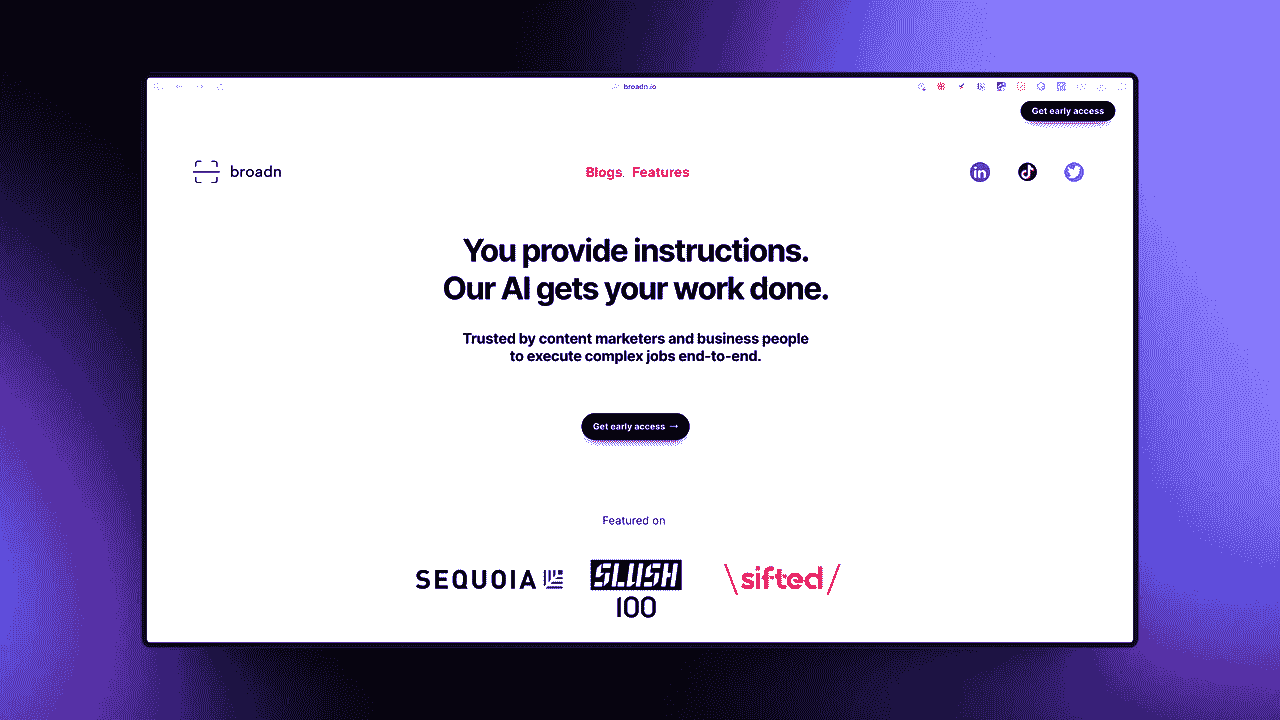 broadn.io
Get early access
broadn
Blogs. Features
You provide instructions.
Our AI gets your work done.
Trusted by content marketers and business people
to execute complex jobs end-to-end.
Get early access →
Featured on
SEQUOIA
SLUSH
100
\sifted/